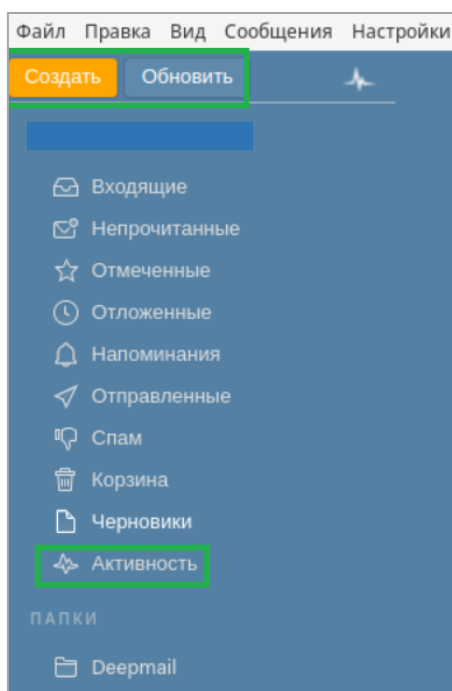 Файл Правка Вид Сообщения Настройки
Создать Обновить
Входящие
Непрочитанные
Отмеченные
Отложенные
Напоминания
Отправленные
Спам
Корзина
Черновики
Активность
ПАПКИ
Deepmail